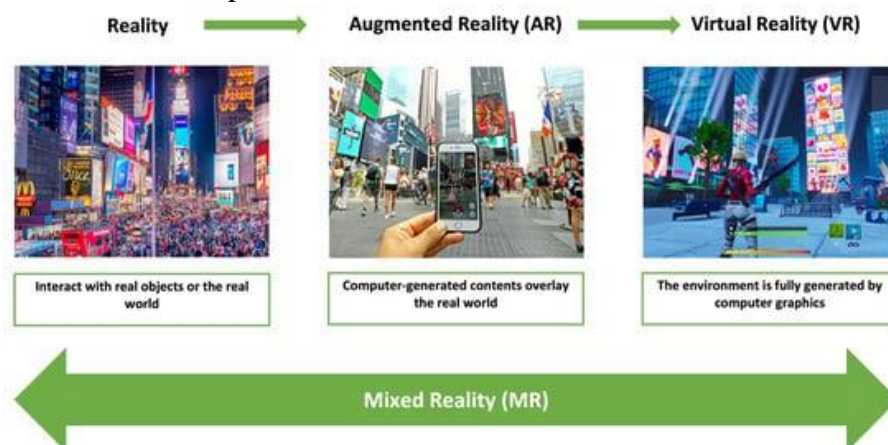 Reality
Augmented Reality (AR)
Virtual Reality (VR)
Interact with real objects or the real
world
Computer-generated contents overlay
the real world
The environment is fully generated by
computer graphics
Mixed Reality (MR)